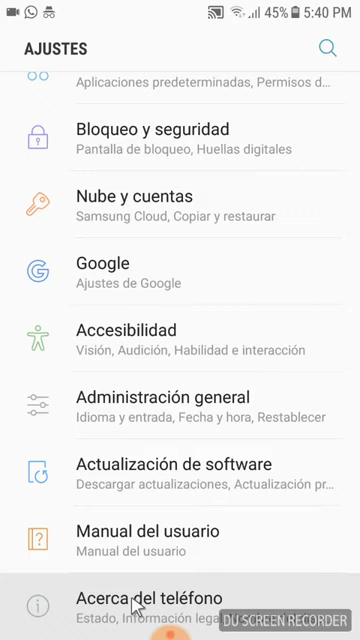 45% 5:40 PM
AJUSTES
Aplicaciones predeterminadas, Permisos d...
Bloqueo y seguridad
Pantalla de bloqueo, Huellas digitales
Nube y cuentas
Samsung Cloud, Copiar y restaurar
Google
Ajustes de Google
Accesibilidad
Visión, Audición, Habilidad e interacción
Administración general
Idioma y entrada, Fecha y hora, Restablecer
Actualización de software
Descargar actualizaciones, Actualización pr...
Manual del usuario
Manual del usuario
Acerca del teléfono
Estado, Información legal,
DU SCREEN RECORDER